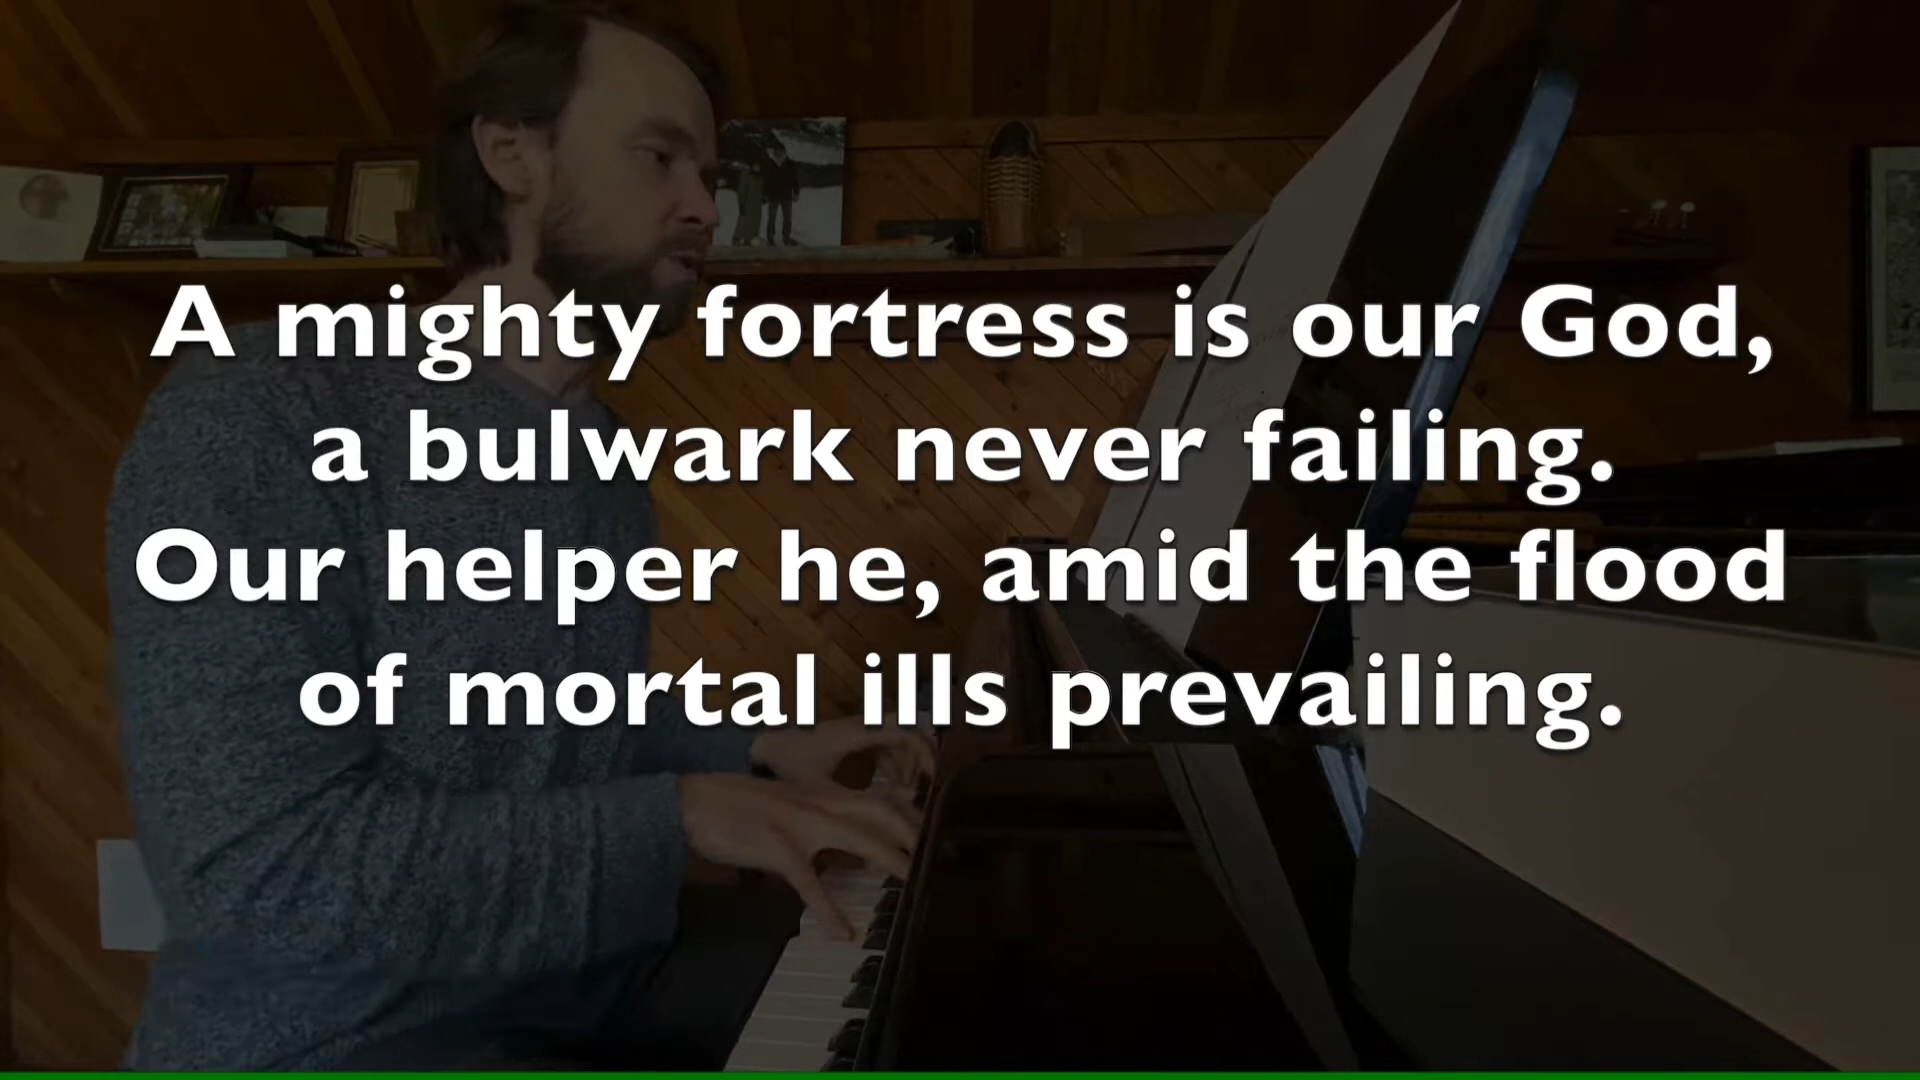 A mighty fortress is our God,
a bulwark never failing.
Our helper he, amid the flood
of mortal ills prevailing.